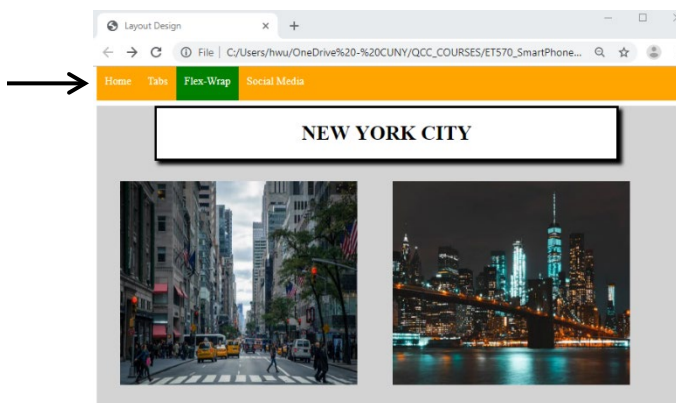 Layout Design
File | C:/Users/hwu/OneDrive%20-%20CUNY/QCC_COURSES/ET570_SmartPhone...
Home Tabs Flex-Wrap Social Media
NEW YORK CITY